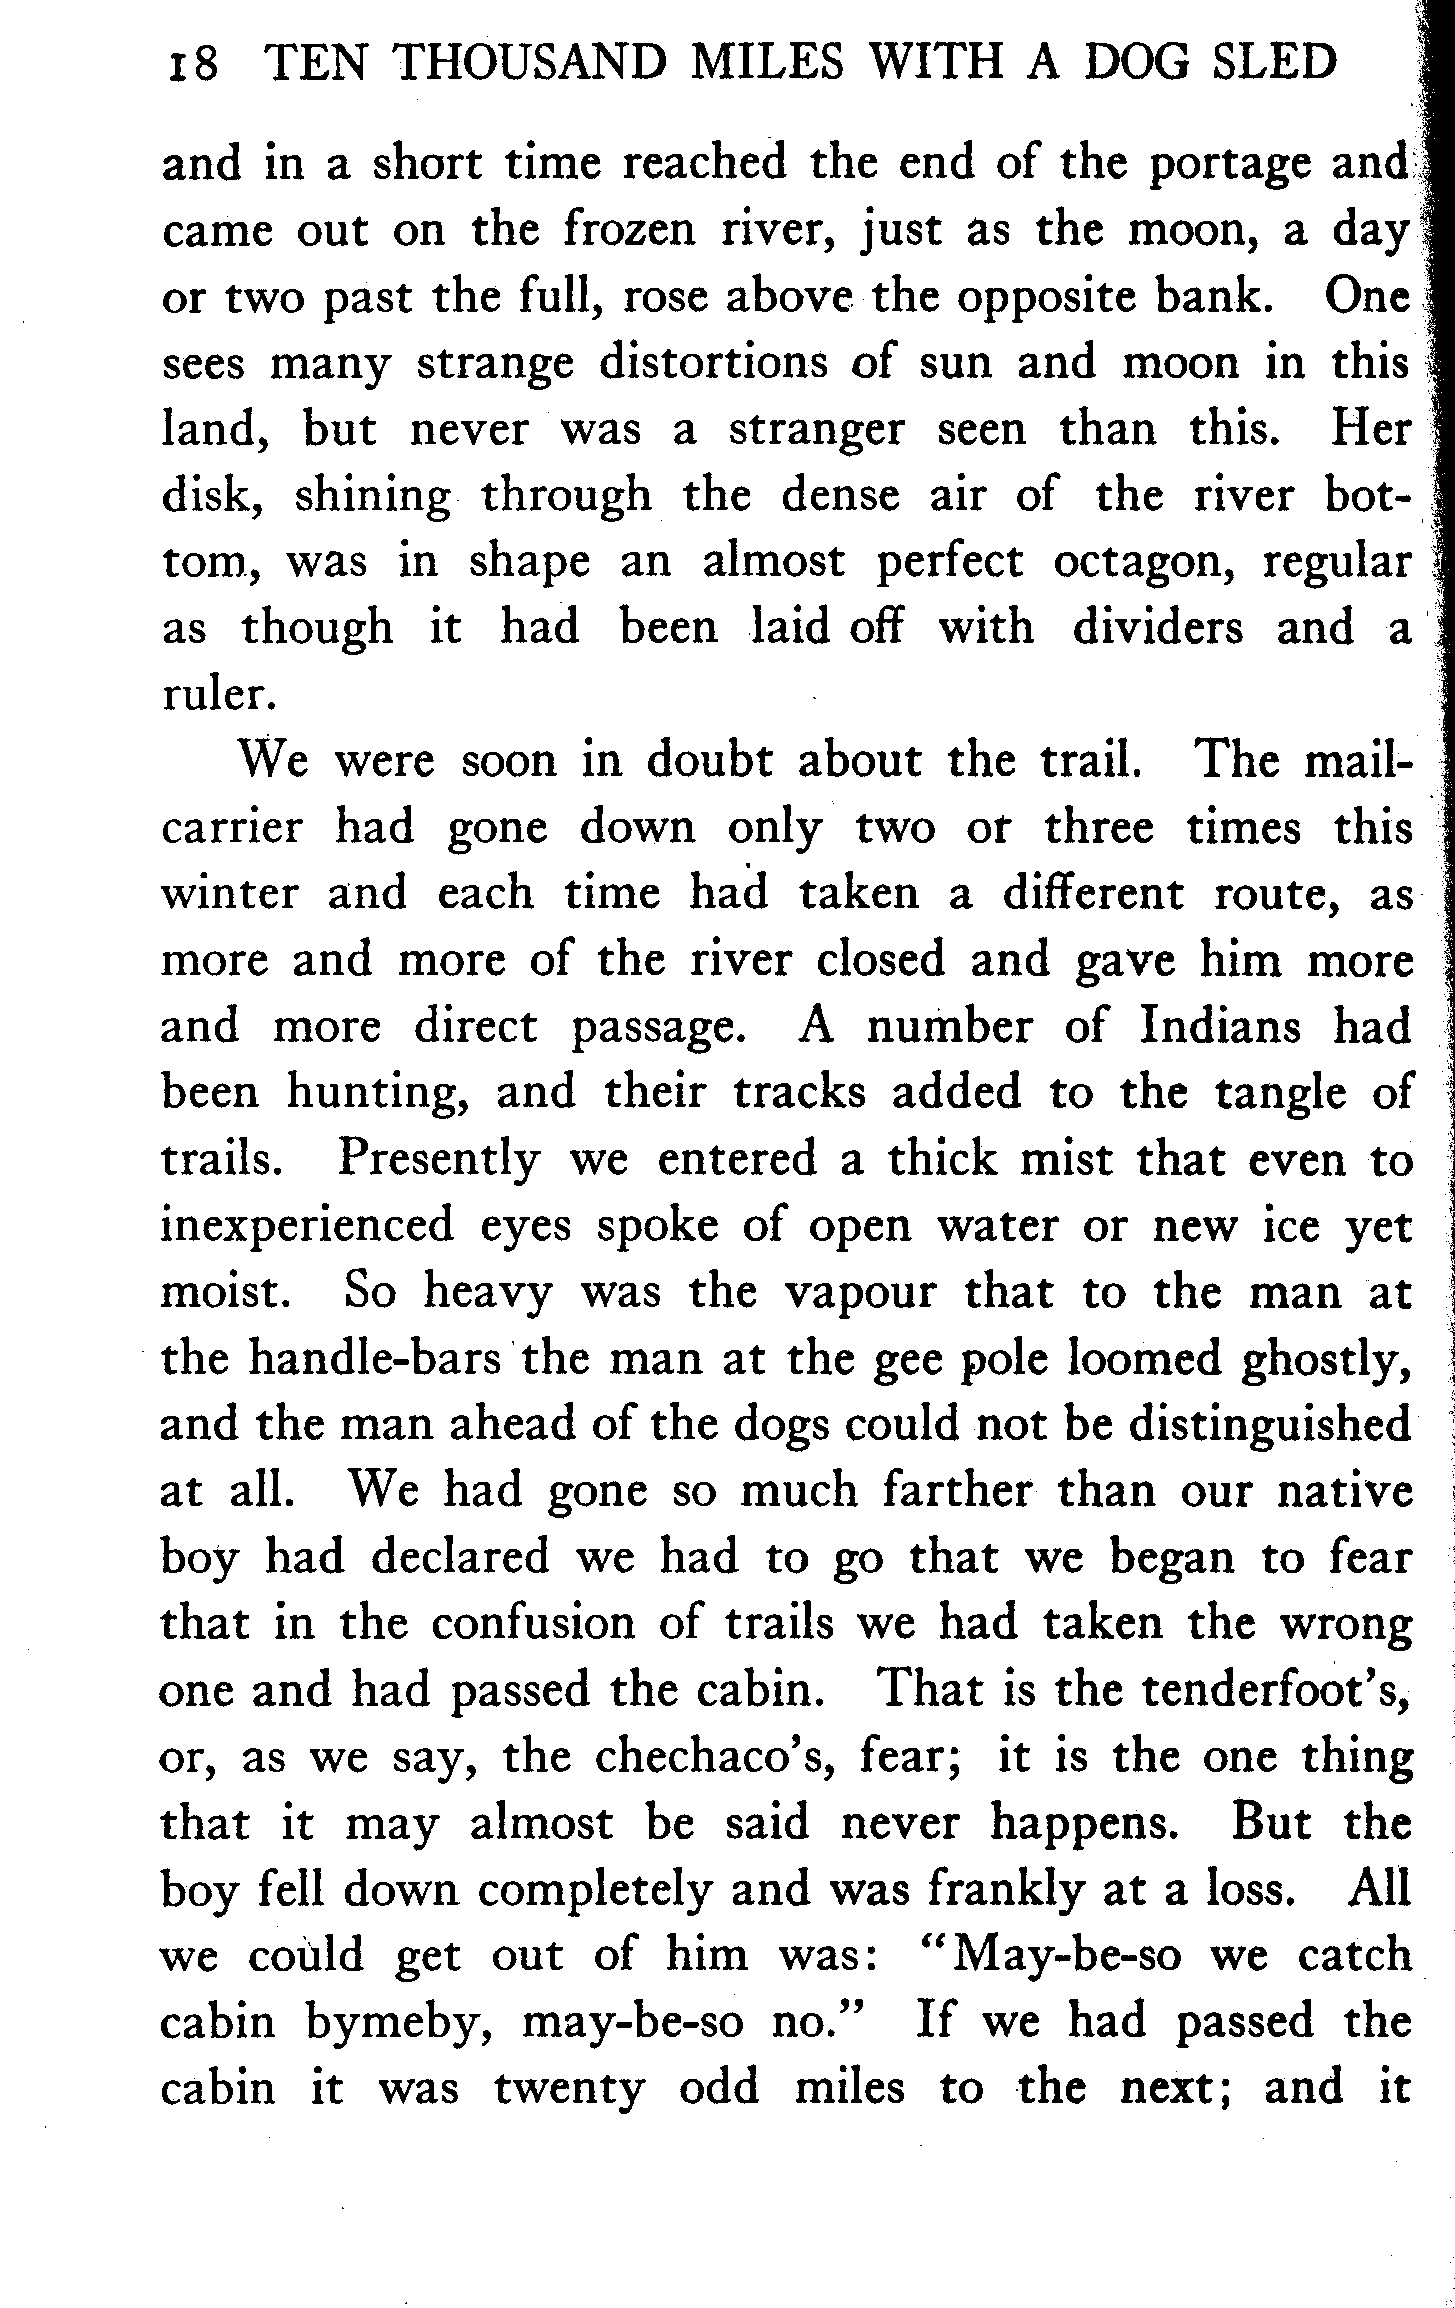 18 TEN THOUSAND MILES WITH A DOG SLED
and in a short time reached the end of the portage and
came out on the frozen river, just as the moon, a day
or two past the full, rose above the opposite bank. One
sees many strange distortions of sun and moon in this
land, but never was a stranger seen than this. Her
disk, shining through the dense air of the river bot-
tom, was in shape an almost perfect octagon, regular
as though it had been laid off with dividers and a
ruler.
We were soon in doubt about the trail. The mail-
carrier had gone down only two or three times this
winter and each time had taken a different route, as
more and more of the river closed and gave him more
and more direct passage. A number of Indians had
been hunting, and their tracks added to the tangle of
trails. Presently we entered a thick mist that even to
inexperienced eyes spoke of open water or new ice yet
moist. So heavy was the vapour that to the man at
the handle-bars the man at the gee pole loomed ghostly,
and the man ahead of the dogs could not be distinguished
at all. We had gone so much farther than our native
boy had declared we had to go that we began to fear
that in the confusion of trails we had taken the wrong
one and had passed the cabin. That is the tenderfoot's,
or, as we say, the chechaco's, fear; it is the one thing
that it may almost be said never happens. But the
boy fell down completely and was frankly at a loss. All
we could get out of him was: "May-be-so we catch
cabin bymeby, may-be-so no." If we had passed the
cabin it was twenty odd miles to the next; and it